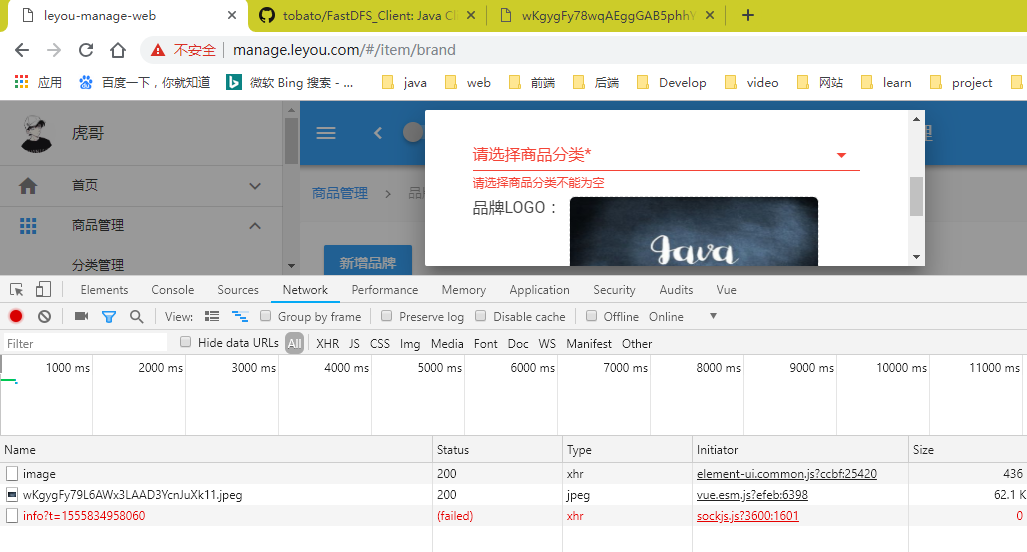 leyou-manage-web
tobato/FastDFS_Client: Java Cl
wKgygFy78wqAEggGAB5phhY
不安全 manage.leyou.com/#/item/brand
应用 百度一下，你就知道 微软 Bing 搜索 - ... java web 前端 后端 Develop video 网站 learn project
虎哥
请选择商品分类*
理
首页
请选择商品分类不能为空
商品管理 品
品牌LOGO：
商品管理
Java
分类管理
新增品牌
Elements Console Sources Network Performance Memory Application Security Audits Vue
View: Group by frame Preserve log Disable cache Offline Online
Filter Hide data URLs All XHR JS CSS Img Media Font Doc WS Manifest Other
1000 ms 2000 ms 3000 ms 4000 ms 5000 ms 6000 ms 7000 ms 8000 ms 9000 ms 10000 ms 11000 ms
Name Status Type Initiator Size
image 200 xhr element-ui.common.js?ccbf:25420 436
wKgygFy79L6AWx3LAAD3YcnJuXk11.jpeg 200 jpeg vue.esm.js?efeb:6398 62.1 K
info?t=1555834958060 (failed) xhr sockjs.js?3600:1601 0